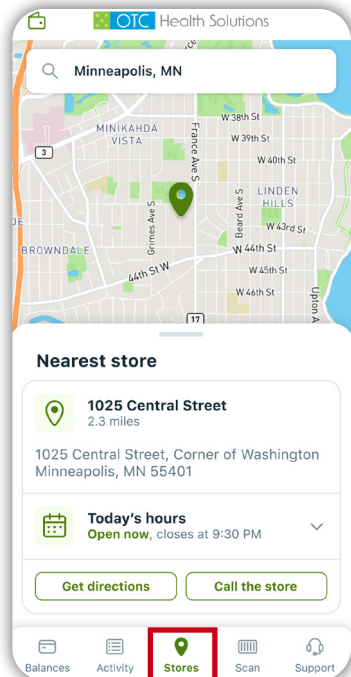 OTC Health Solutions
Minneapolis, MN
W 38th St
MINIKAHDA
VISTA
France Ave S
W 39th St
3
W 40th St
Grimes Ave S
Beard Ave S
LINDEN
HILLS
W 43rd St
BROWNDALE
W 44th St
44th St W
W 45th St
W 46th St
Upton A
17
Nearest store
1025 Central Street
2.3 miles
1025 Central Street, Corner of Washington
Minneapolis, MN 55401
Today's hours
Open now, closes at 9:30 PM
Get directions
Call the store
Balances
Activity
Stores
Scan
Support